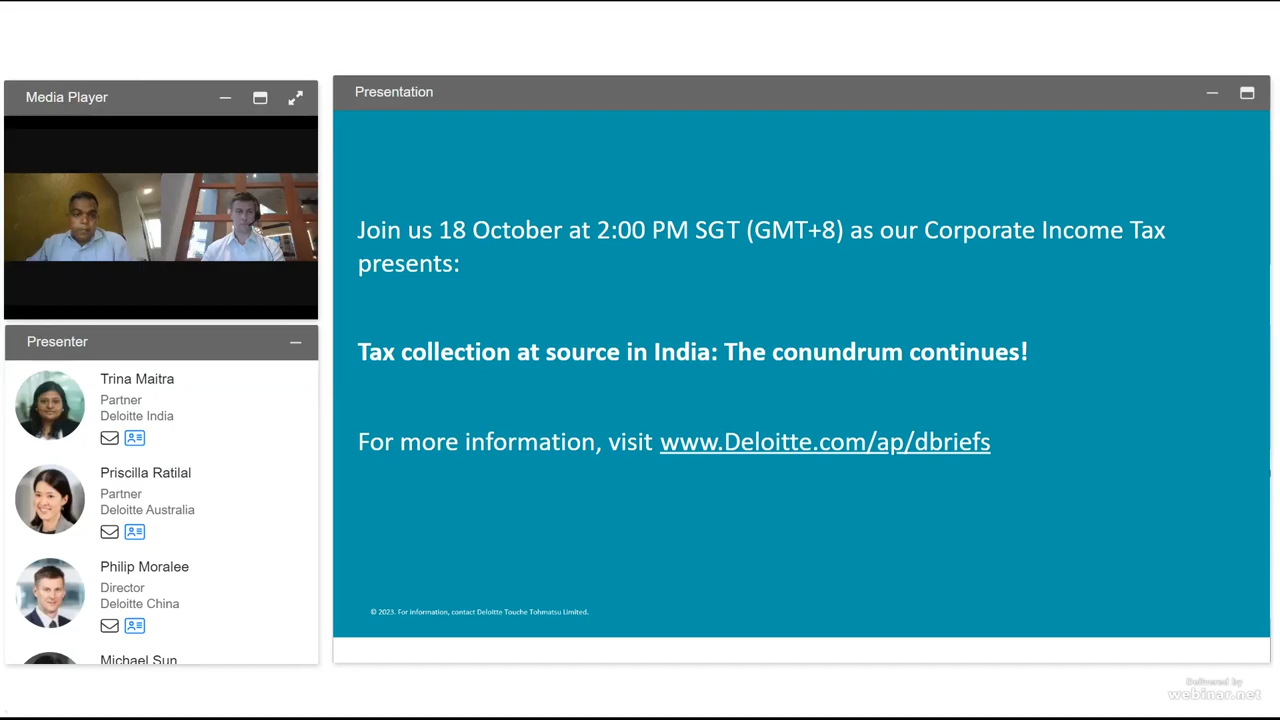 Media Player
Presenter
Trina Maitra
Partner
Deloitte India
Priscilla Ratilal
Partner
Deloitte Australia
Philip Moralee
Director
Deloitte China
Michael Sun
Presentation
Join us 18 October at 2:00 PM SGT (GMT+8) as our Corporate Income Tax
presents:
Tax collection at source in India: The conundrum continues!
For more information, visit www.Deloitte.com/ap/dbriefs
© 2023. For information, contact Deloitte Touche Tohmatsu Limited.
Delivered by
webinar.net